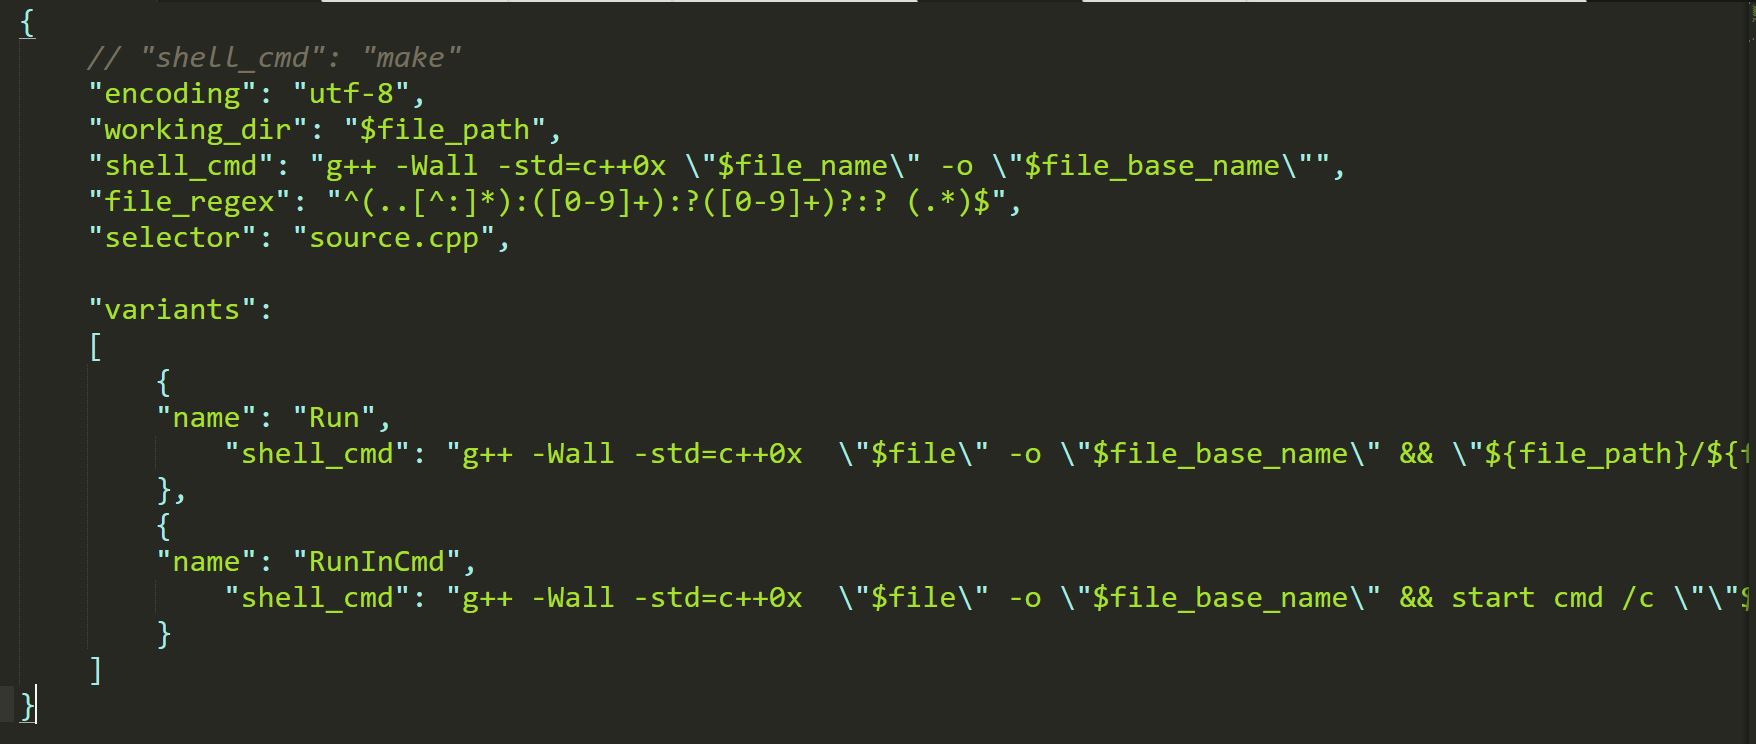 {
// "shell_cmd": "make"
"encoding": "utf-8",
"working_dir": "$file_path",
"shell_cmd": "g++ -Wall -std=c++0x \"$file_name\" -o \"$file_base_name\"",
"file_regex": "^(..[^:]*):([0-9]+):?([0-9]+)?:? (.*)$",
"selector": "source.cpp",
"variants":
[
{
"name": "Run",
"shell_cmd": "g++ -Wall -std=c++0x  \"$file\" -o \"$file_base_name\" && \"${file_path}/${
},
{
"name": "RunInCmd",
"shell_cmd": "g++ -Wall -std=c++0x  \"$file\" -o \"$file_base_name\" && start cmd /c \"\"$
}
]
}